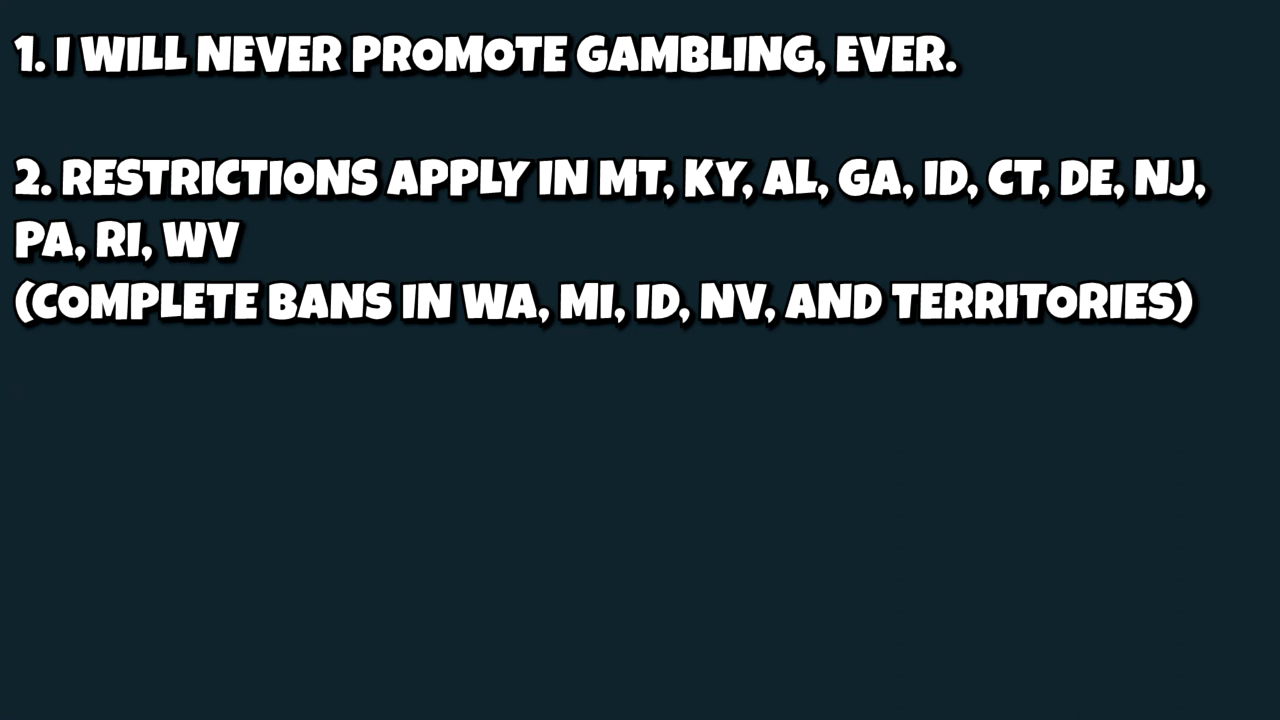 1. I WILL NEVER PROMOTE GAMBLING, EVER.
2. RESTRICTIONS APPLY IN MT, KY, AL, GA, ID, CT, DE, NJ,
PA, RI, WV
(COMPLETE BANS IN WA, MI, ID, NV, AND TERRITORIES)